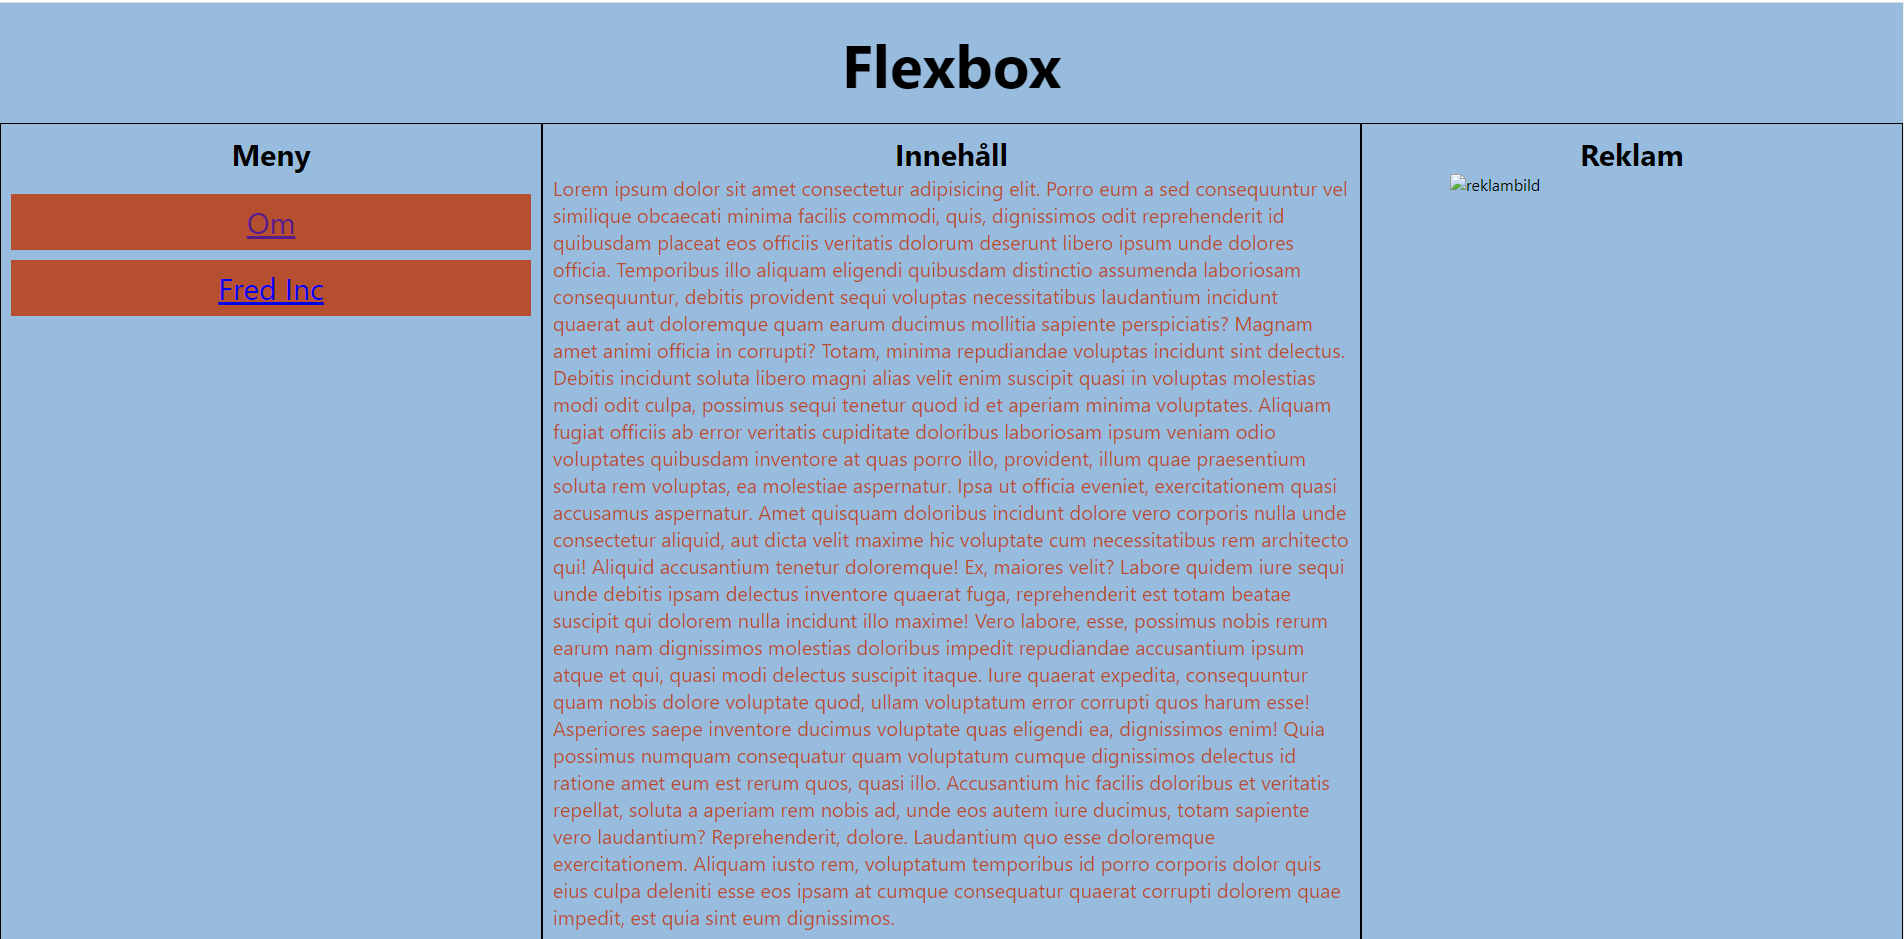 Flexbox
Meny
Om
Fred Inc
Innehåll
Lorem ipsum dolor sit amet consectetur adipisicing elit. Porro eum a sed consequuntur vel
similique obcaecati minima facilis commodi, quis, dignissimos odit reprehenderit id
quibusdam placeat eos officiis veritatis dolorum deserunt libero ipsum unde dolores
officia. Temporibus illo aliquam eligendi quibusdam distinctio assumenda laboriosam
consequuntur, debitis provident sequi voluptas necessitatibus laudantium incidunt
quaerat aut doloremque quam earum ducimus mollitia sapiente perspiciatis? Magnam
amet animi officia in corrupti? Totam, minima repudiandae voluptas incidunt sint delectus.
Debitis incidunt soluta libero magni alias velit enim suscipit quasi in voluptas molestias
modi odit culpa, possimus sequi tenetur quod id et aperiam minima voluptates. Aliquam
fugiat officiis ab error veritatis cupiditate doloribus laboriosam ipsum veniam odio
voluptates quibusdam inventore at quas porro illo, provident, illum quae praesentium
soluta rem voluptas, ea molestiae aspernatur. Ipsa ut officia eveniet, exercitationem quasi
accusamus aspernatur. Amet quisquam doloribus incidunt dolore vero corporis nulla unde
consectetur aliquid, aut dicta velit maxime hic voluptate cum necessitatibus rem architecto
qui! Aliquid accusantium tenetur doloremque! Ex, maiores velit? Labore quidem iure sequi
unde debitis ipsam delectus inventore quaerat fuga, reprehenderit est totam beatae
suscipit qui dolorem nulla incidunt illo maxime! Vero labore, esse, possimus nobis rerum
earum nam dignissimos molestias doloribus impedit repudiandae accusantium ipsum
atque et qui, quasi modi delectus suscipit itaque. Iure quaerat expedita, consequuntur
quam nobis dolore voluptate quod, ullam voluptatum error corrupti quos harum esse!
Asperiores saepe inventore ducimus voluptate quas eligendi ea, dignissimos enim! Quia
possimus numquam consequatur quam voluptatum cumque dignissimos delectus id
ratione amet eum est rerum quos, quasi illo. Accusantium hic facilis doloribus et veritatis
repellat, soluta a aperiam rem nobis ad, unde eos autem iure ducimus, totam sapiente
vero laudantium? Reprehenderit, dolore. Laudantium quo esse doloremque
exercitationem. Aliquam iusto rem, voluptatum temporibus id porro corporis dolor quis
eius culpa deleniti esse eos ipsam at cumque consequatur quaerat corrupti dolorem quae
impedit, est quia sint eum dignissimos.
Reklam
reklambild